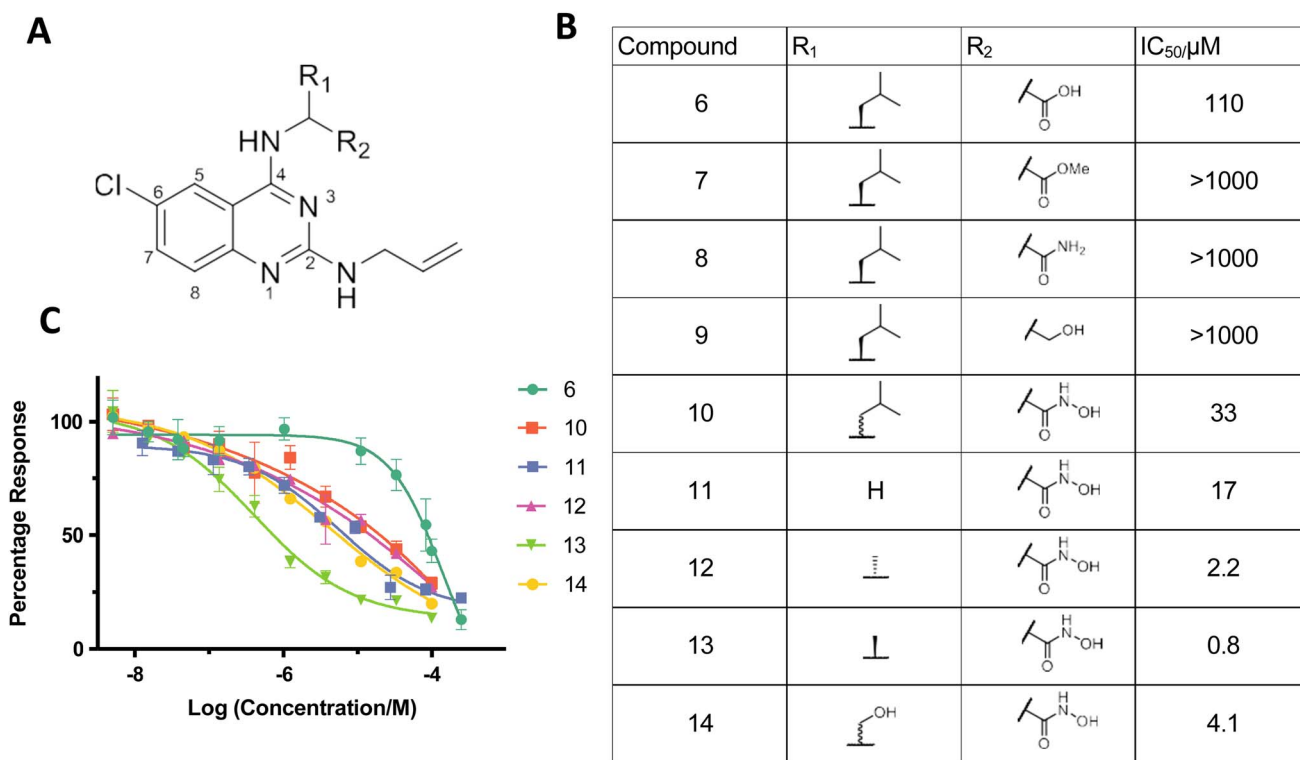 A
R1
HN
R2
Cl
5
4
6
N
3
7
2
N
N
8
1
H
B
Compound R1 R2 IC50/µM
6 OH O 110
7 OMe O >1000
8 NH2 O >1000
9 OH >1000
10 H N OH O 33
11 H H N OH O 17
12 H N OH O 2.2
13 H N OH O 0.8
14 OH H N OH O 4.1
C
Percentage Response
100
50
0
-8 -6 -4
Log (Concentration/M)
6
10
11
12
13
14